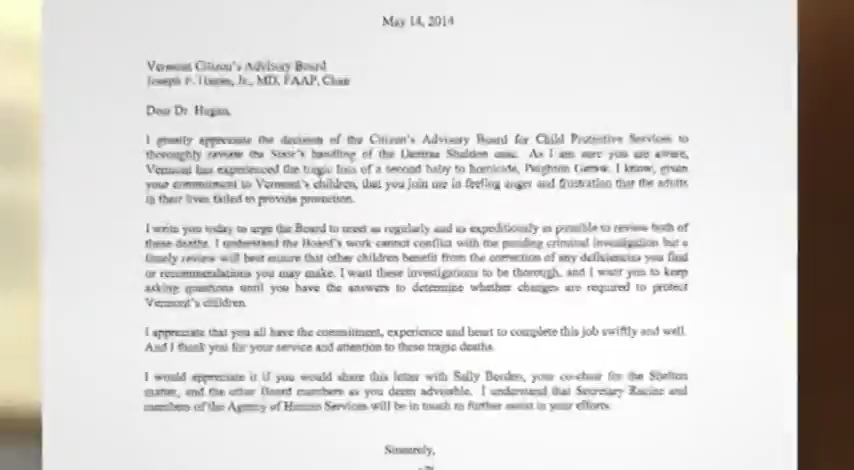 May 14, 2014
Vermont Citizen's Advisory Board
Joseph F. Hagan, Jr., MD, FAAP, Chair
Dear Dr. Hagan,
I greatly appreciate the decision of the Citizen's Advisory Board for Child Protective Services to
thoroughly review the State's handling of the Dezirae Sheldon case. As I am sure you are aware,
Vermont has experienced the tragic loss of a second baby to homicide, Peighton Geraw. I know, given
your commitment to Vermont's children, that you join me in feeling anger and frustration that the adults
in their lives failed to provide protection.
I write you today to urge the Board to meet as regularly and as expeditiously as possible to review both of
these deaths. I understand the Board's work cannot conflict with the pending criminal investigation but a
timely review will best ensure that other children benefit from the correction of any deficiencies you find
or recommendations you may make. I want these investigations to be thorough, and I want you to keep
asking questions until you have the answers to determine whether changes are required to protect
Vermont's children.
I appreciate that you all have the commitment, experience and heart to complete this job swiftly and well.
And I thank you for your service and attention to these tragic deaths.
I would appreciate it if you would share this letter with Sally Borden, your co-chair for the Shelton
matter, and the other Board members as you deem advisable. I understand that Secretary Racine and
members of the Agency of Human Services will be in touch to further assist in your efforts.
Sincerely,